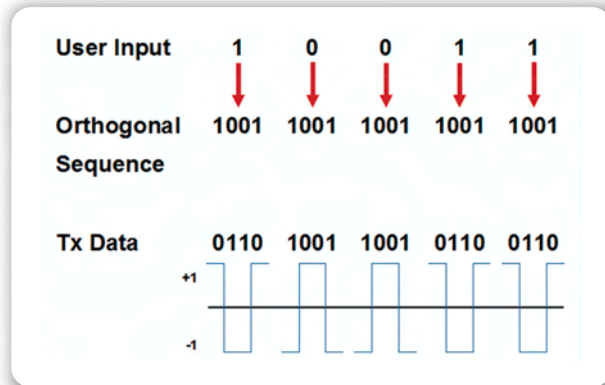 User Input 1 0 0 1 1
Orthogonal 1001 1001 1001 1001 1001
Sequence
Tx Data 0110 1001 1001 0110 0110
+1
-1